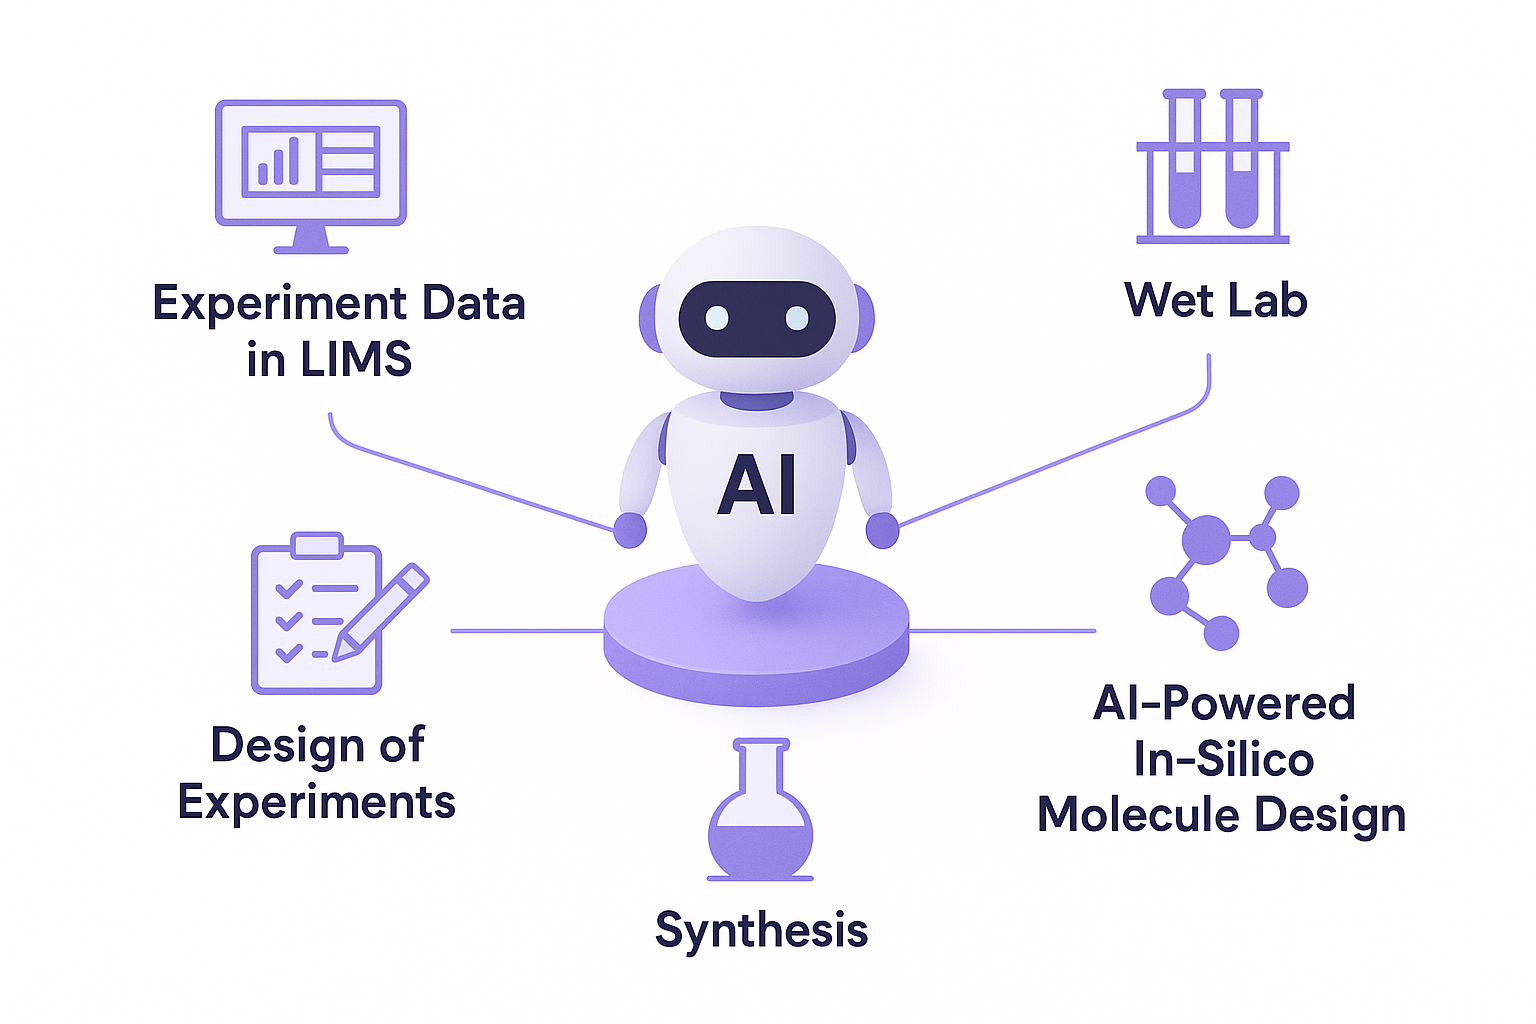 Experiment Data
in LIMS
Wet Lab
AI
Design of
Experiments
AI-Powered
In-Silico
Molecule Design
Synthesis